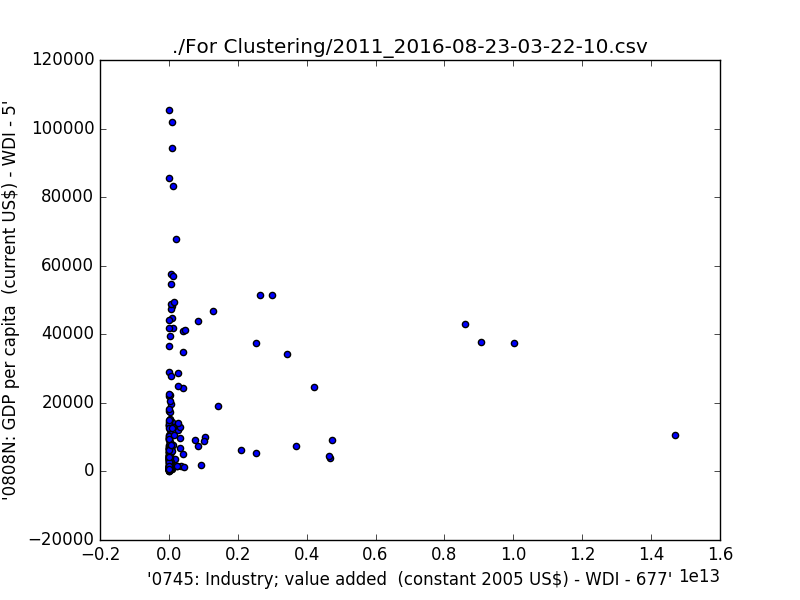 ./For Clustering/2011_2016-08-23-03-22-10.csv
120000
100000
80000
60000
40000
20000
0
−20000
'0808N: GDP per capita  (current US$) - WDI - 5'
−0.2 0.0 0.2 0.4 0.6 0.8 1.0 1.2 1.4 1.6
1e13
'0745: Industry; value added  (constant 2005 US$) - WDI - 677'